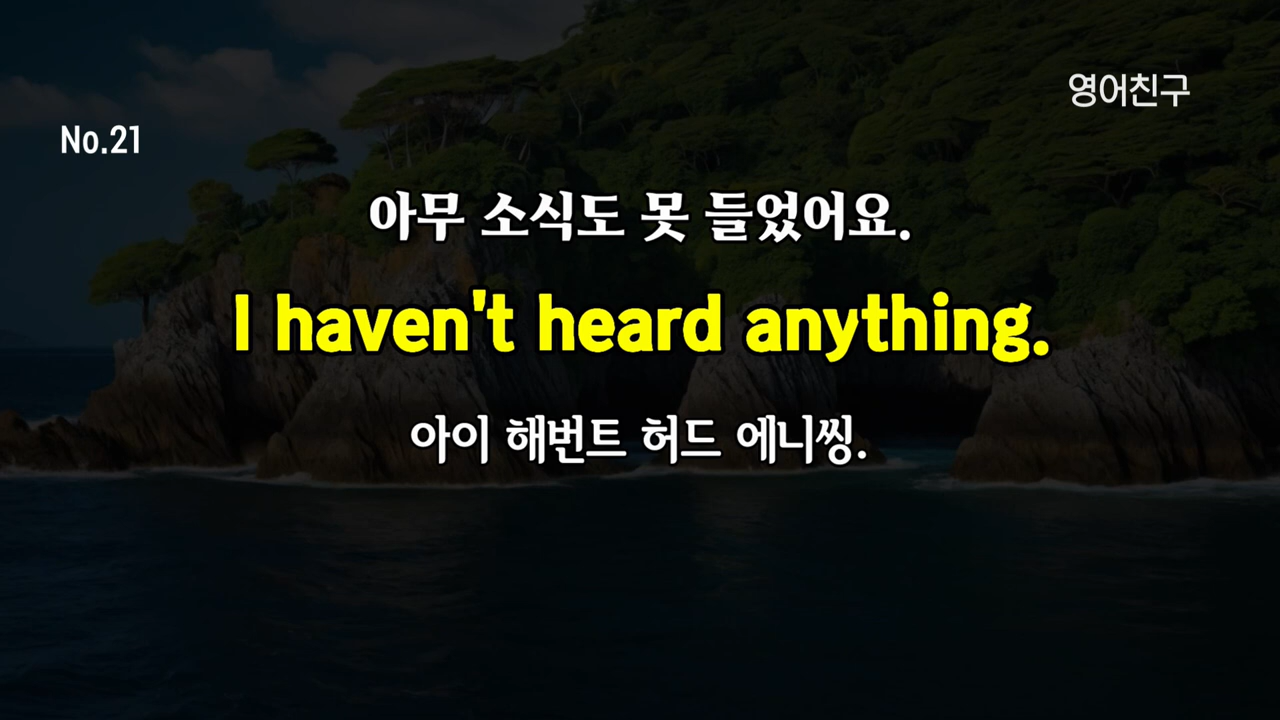 영어친구
No.21
아무 소식도 못 들었어요.
I haven't heard anything.
아이 해번트 허드 에니씽.